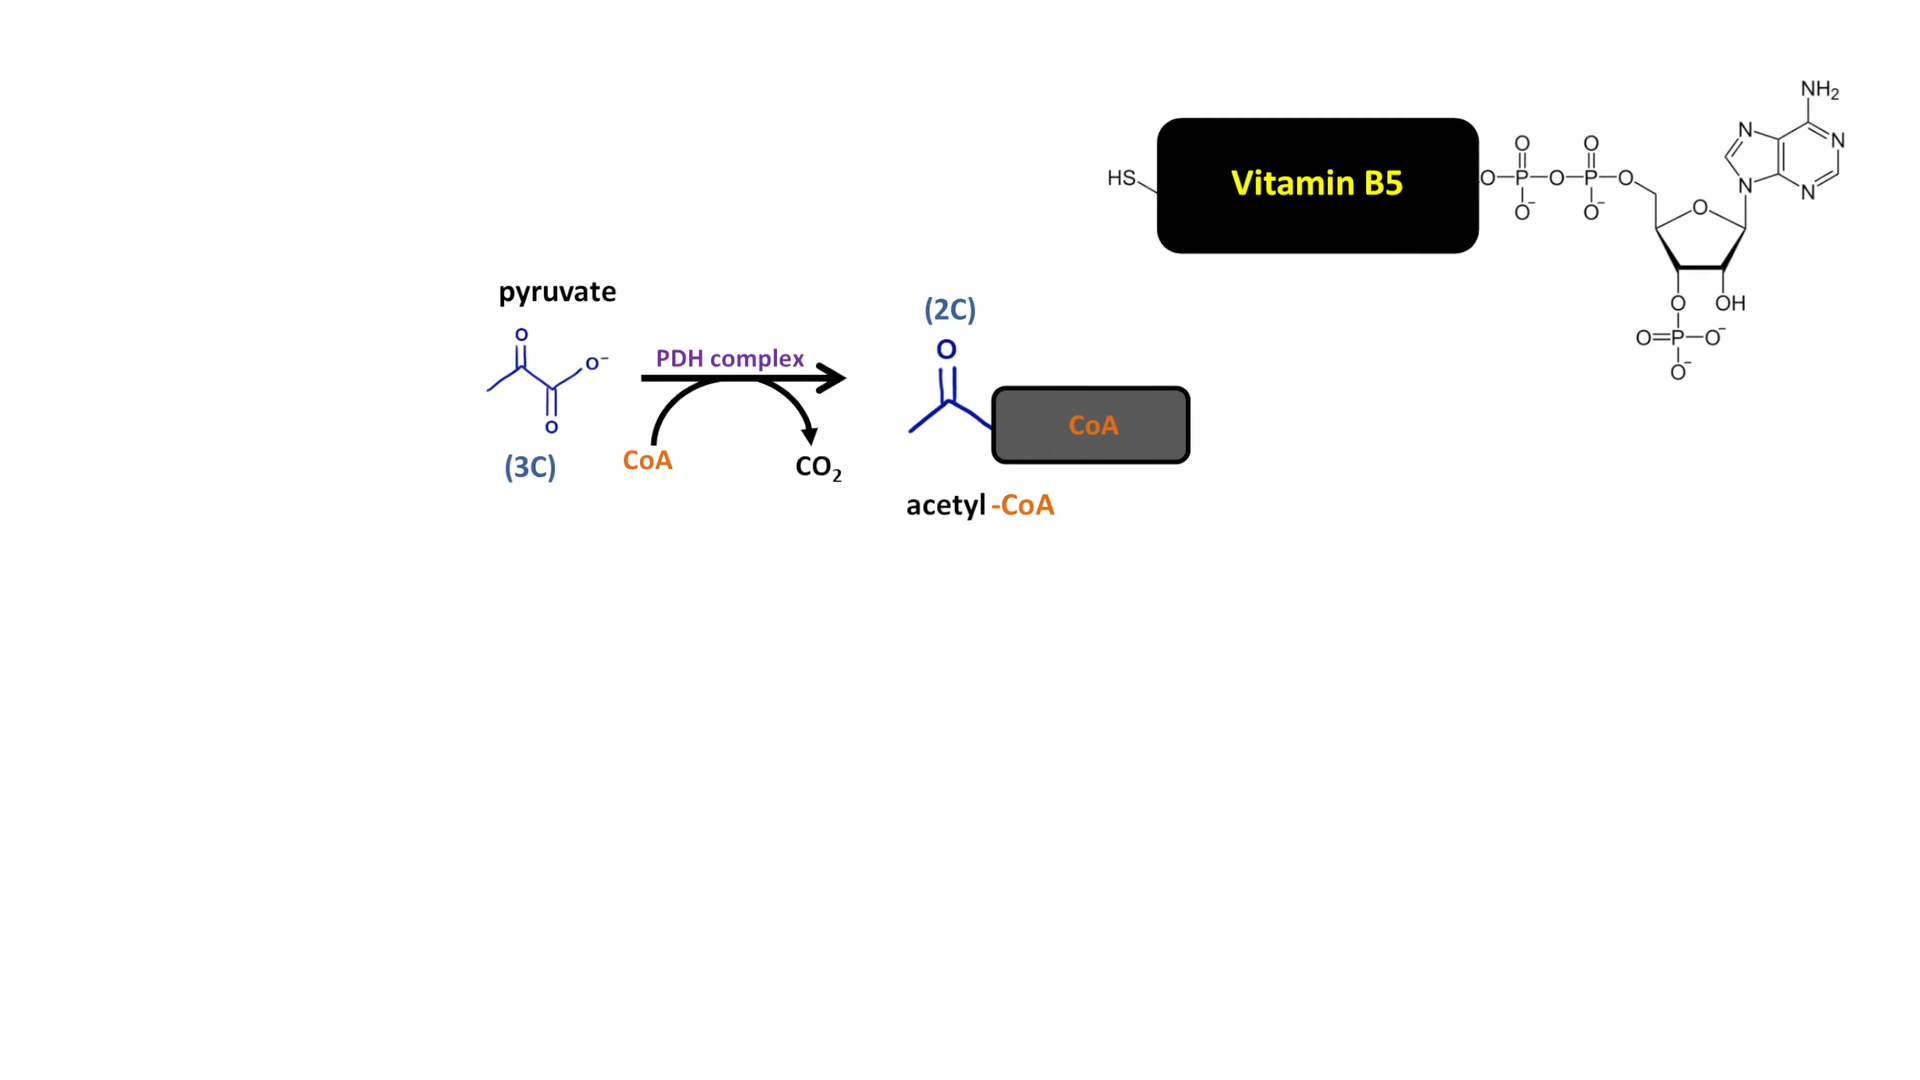 NH₂
N
N
N
N
O
O
Vitamin B5
HS
O
P
O
P
O
O⁻
O⁻
O
pyruvate
O
OH
(2C)
O
O=P—O⁻
O⁻
O
PDH complex
O⁻
O
CoA
CoA
CO₂
(3C)
acetyl-CoA